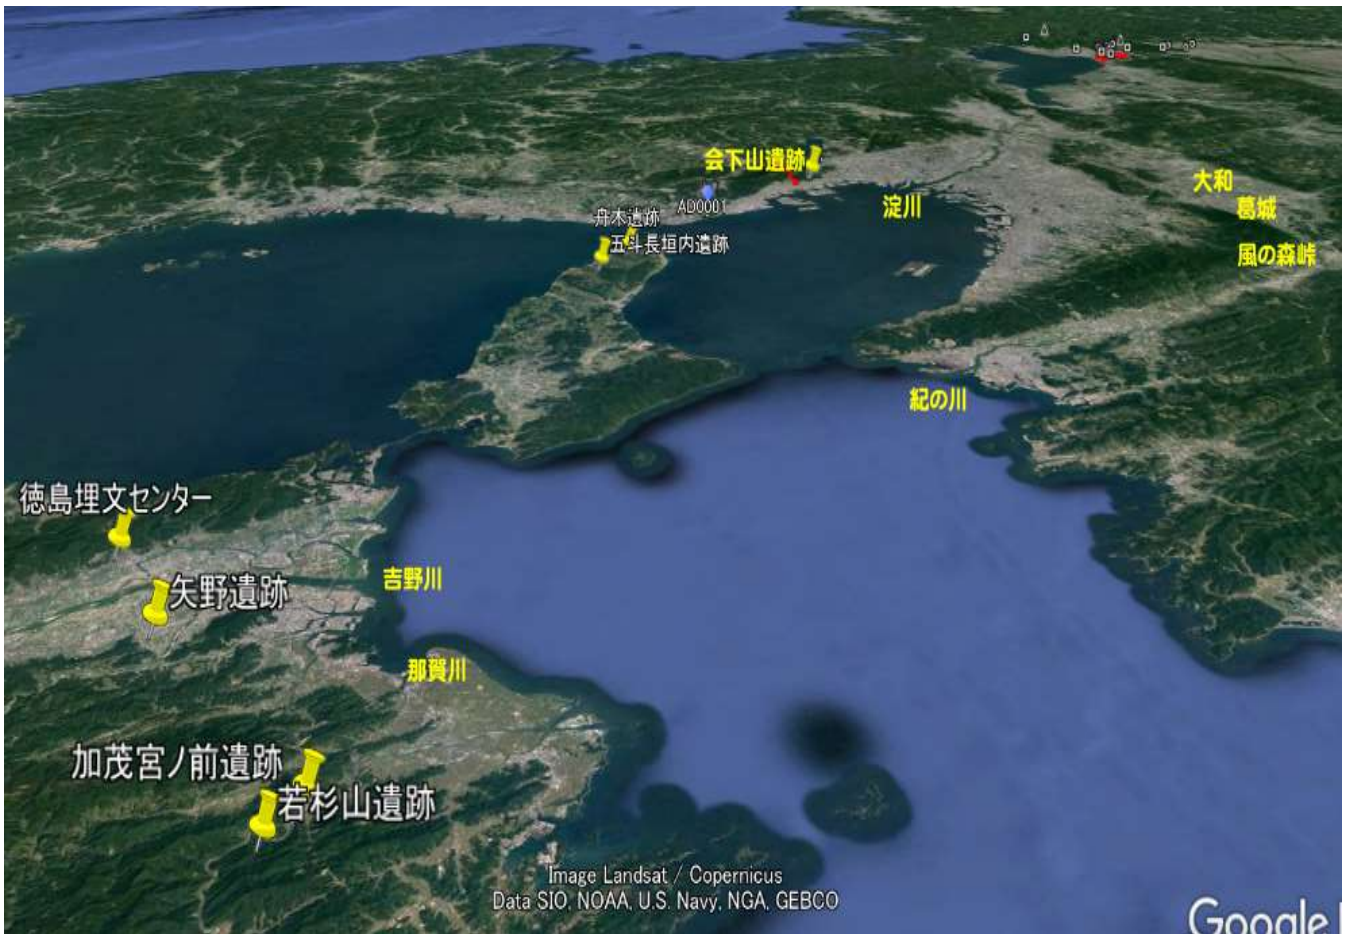 会下山遺跡
大和
AD0001
淀川
葛城
舟木遺跡
五斗長垣内遺跡
風の森峠
紀の川
徳島埋文センター
吉野川
矢野遺跡
那賀川
加茂宮ノ前遺跡
若杉山遺跡
Image Landsat / Copernicus
Data SIO, NOAA, U.S. Navy, NGA, GEBCO
Google